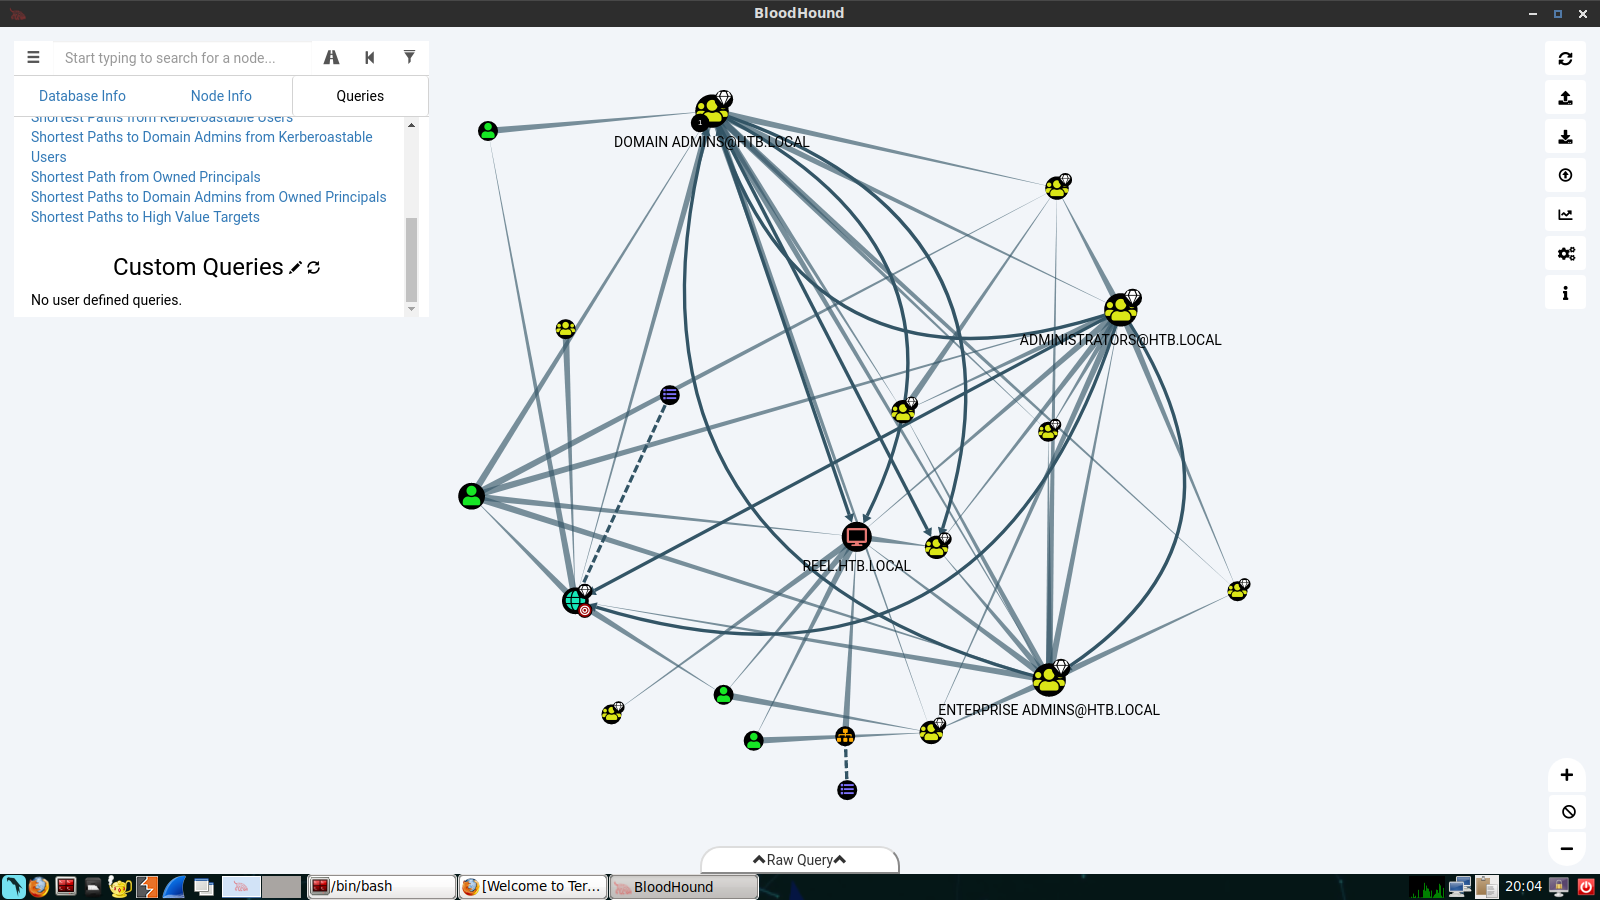 BloodHound
Start typing to search for a node...
Database Info
Node Info
Queries
Shortest Paths from Kerberoastable Users
Shortest Paths to Domain Admins from Kerberoastable
Users
Shortest Path from Owned Principals
Shortest Paths to Domain Admins from Owned Principals
Shortest Paths to High Value Targets
Custom Queries
No user defined queries.
1
DOMAIN ADMINS@HTB.LOCAL
ADMINISTRATORS@HTB.LOCAL
REEL.HTB.LOCAL
ENTERPRISE ADMINS@HTB.LOCAL
Raw Query
/bin/bash
[Welcome to Ter...
BloodHound
20:04